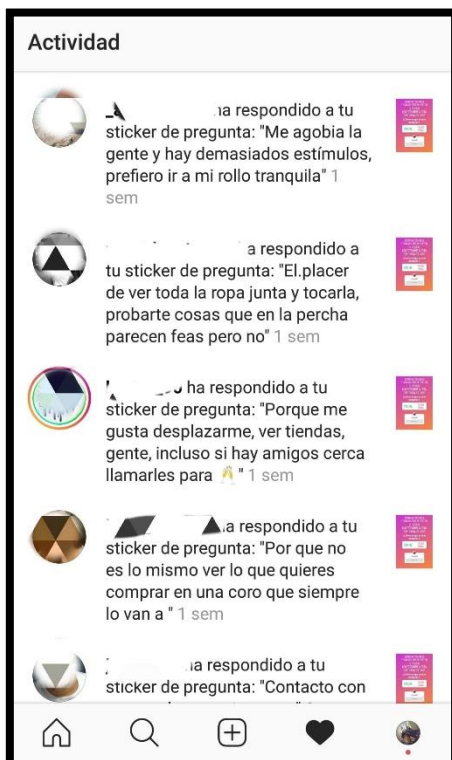 Actividad
ha respondido a tu
sticker de pregunta: "Me agobia la
gente y hay demasiados estímulos,
prefiero ir a mi rollo tranquila" 1
sem
a respondido a
tu sticker de pregunta: "El.placer
de ver toda la ropa junta y tocarla,
probarte cosas que en la percha
parecen feas pero no" 1 sem
ha respondido a tu
sticker de pregunta: "Porque me
gusta desplazarme, ver tiendas,
gente, incluso si hay amigos cerca
llamarles para 🥂" 1 sem
a respondido a tu
sticker de pregunta: "Por que no
es lo mismo ver lo que quieres
comprar en una coro que siempre
lo van a " 1 sem
a respondido a tu
sticker de pregunta: "Contacto con